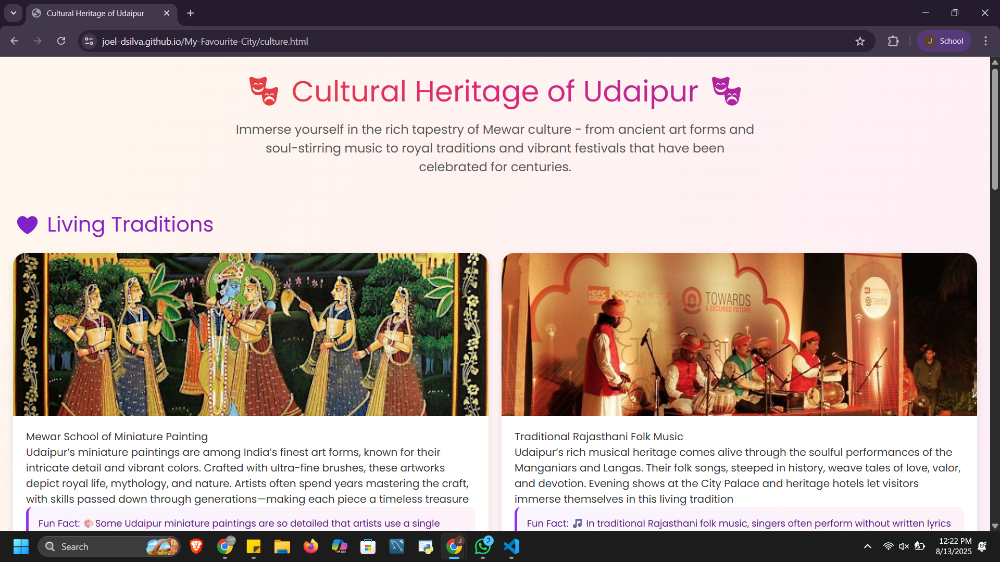 Cultural Heritage of Udaipur
joel-dsilva.github.io/My-Favourite-City/culture.html
J School
Cultural Heritage of Udaipur
Immerse yourself in the rich tapestry of Mewar culture - from ancient art forms and
soul-stirring music to royal traditions and vibrant festivals that have been
celebrated for centuries.
Living Traditions
HDFC ERGO
KNOWLEDGE
SERIES
TOWARDS
A SECURED FUTURE
Mewar School of Miniature Painting
Udaipur’s miniature paintings are among India’s finest art forms, known for their
intricate detail and vibrant colors. Crafted with ultra-fine brushes, these artworks
depict royal life, mythology, and nature. Artists often spend years mastering the craft,
with skills passed down through generations—making each piece a timeless treasure
Fun Fact: 🎨Some Udaipur miniature paintings are so detailed that artists use a single
Traditional Rajasthani Folk Music
Udaipur’s rich musical heritage comes alive through the soulful performances of the
Manganiars and Langas. Their folk songs, steeped in history, weave tales of love, valor,
and devotion. Evening shows at the City Palace and heritage hotels let visitors
immerse themselves in this living tradition
Fun Fact: 🎵 In traditional Rajasthani folk music, singers often perform without written lyrics
Search
M365
J
2
12:22 PM
8/13/2025